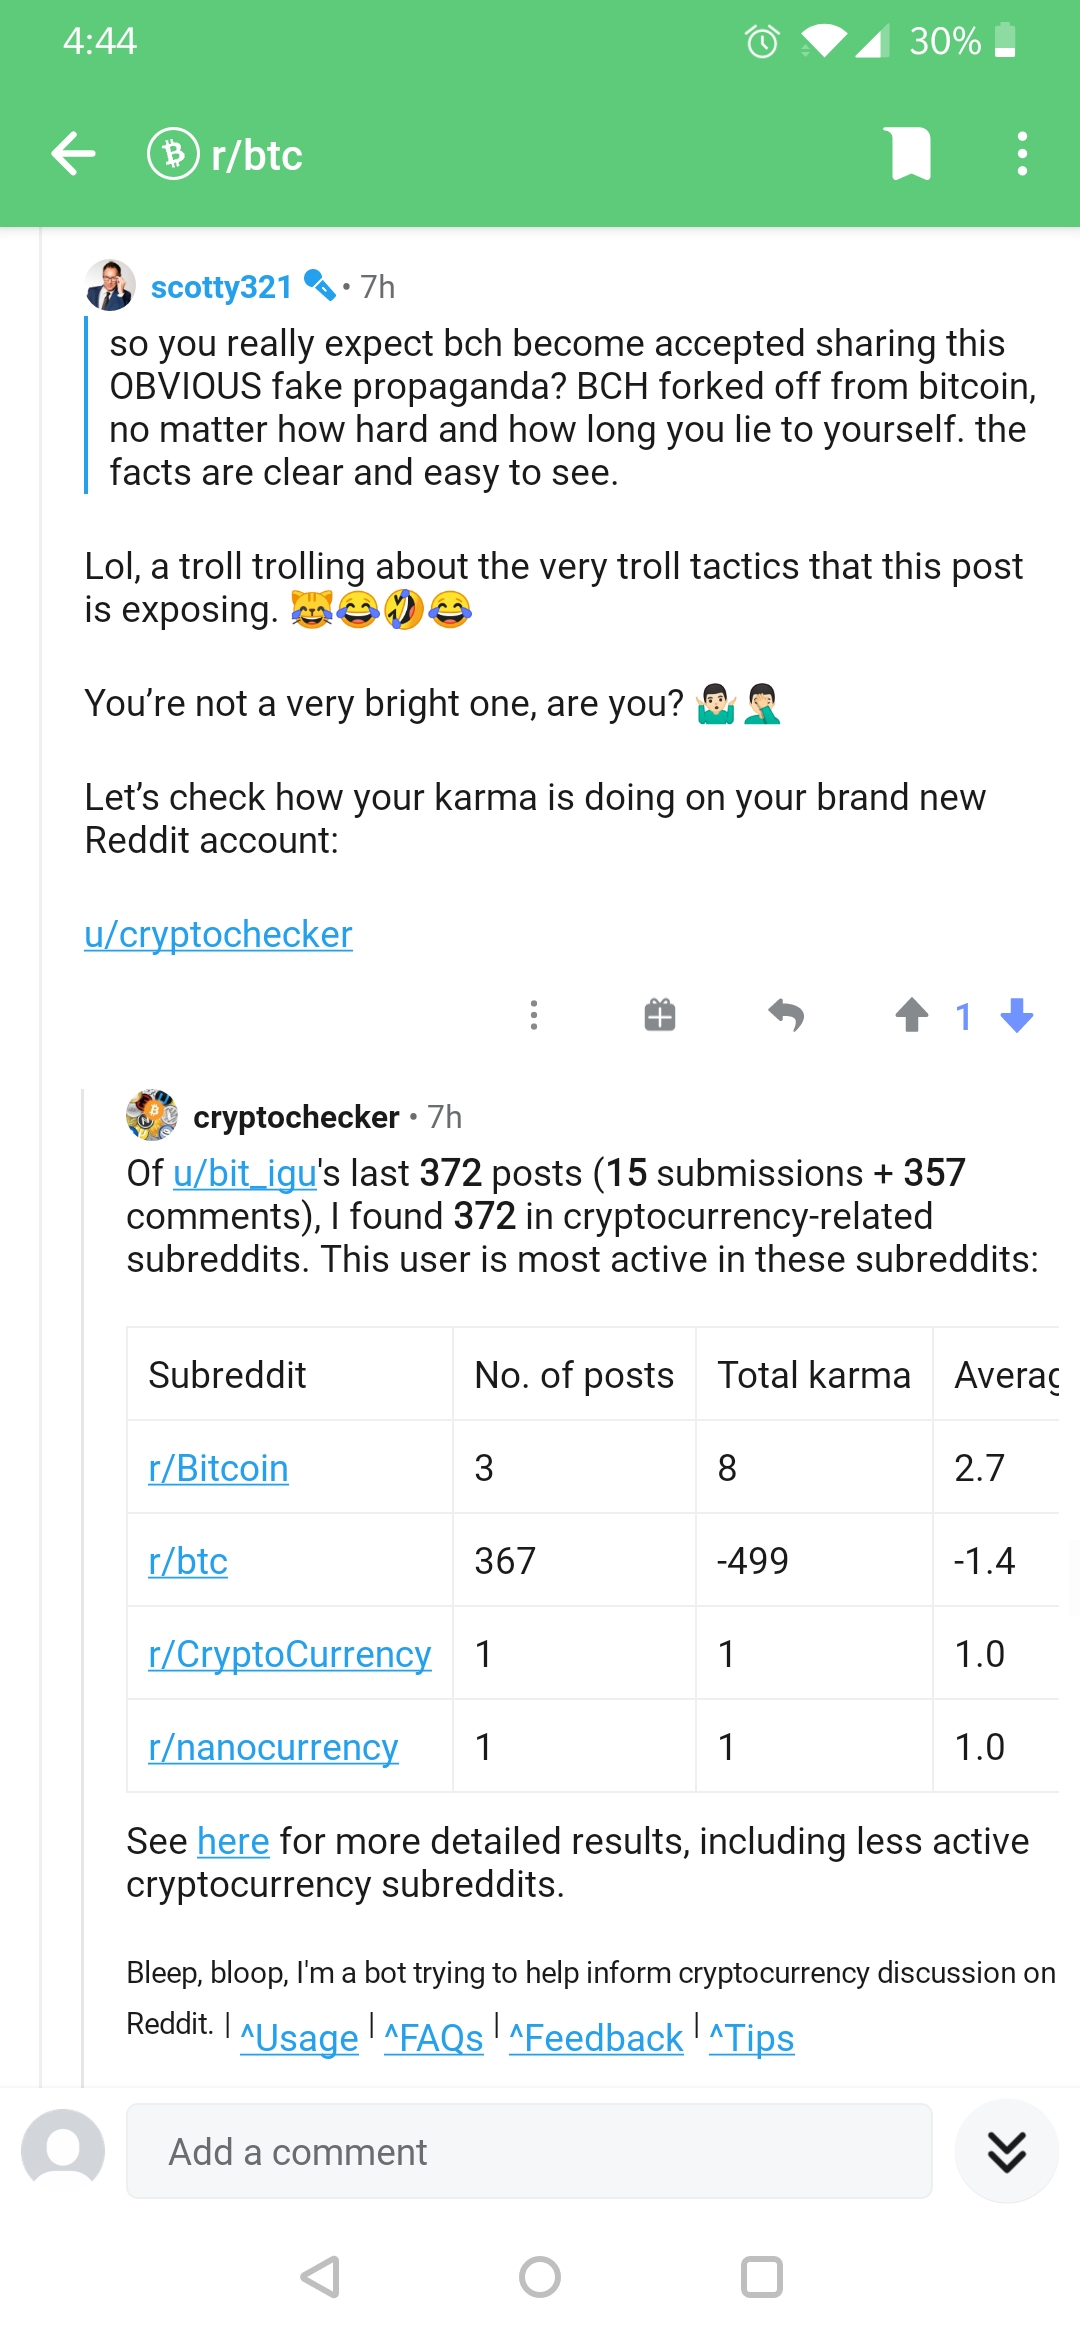 4:44
30%
r/btc
scotty321 • 7h
so you really expect bch become accepted sharing this
OBVIOUS fake propaganda? BCH forked off from bitcoin,
no matter how hard and how long you lie to yourself. the
facts are clear and easy to see.
Lol, a troll trolling about the very troll tactics that this post
is exposing. 😹😂🤣😂
You’re not a very bright one, are you? 🤷🏻‍♂️🤦🏻‍♂️
Let’s check how your karma is doing on your brand new
Reddit account:
u/cryptochecker
1
cryptochecker • 7h
Of u/bit_igu's last 372 posts (15 submissions + 357
comments), I found 372 in cryptocurrency-related
subreddits. This user is most active in these subreddits:
Subreddit No. of posts Total karma Averag
r/Bitcoin 3 8 2.7
r/btc 367 -499 -1.4
r/CryptoCurrency 1 1 1.0
r/nanocurrency 1 1 1.0
See here for more detailed results, including less active
cryptocurrency subreddits.
Bleep, bloop, I'm a bot trying to help inform cryptocurrency discussion on
Reddit. | ^Usage | ^FAQs | ^Feedback | ^Tips
Add a comment